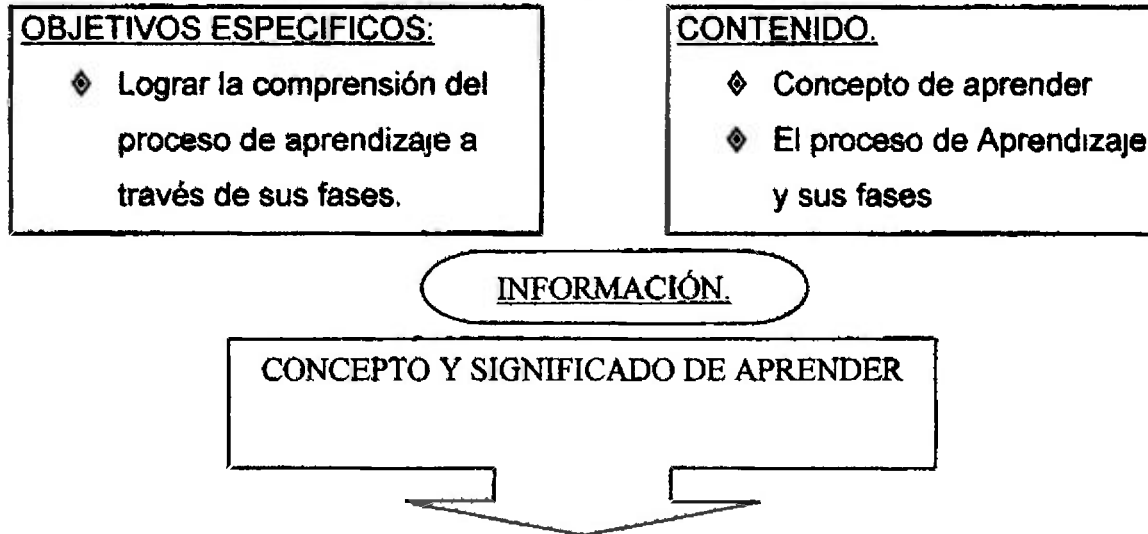 OBJETIVOS ESPECIFICOS:
Lograr la comprensión del
proceso de aprendizaje a
través de sus fases.
CONTENIDO.
Concepto de aprender
El proceso de Aprendizaje
y sus fases
INFORMACIÓN.
CONCEPTO Y SIGNIFICADO DE APRENDER